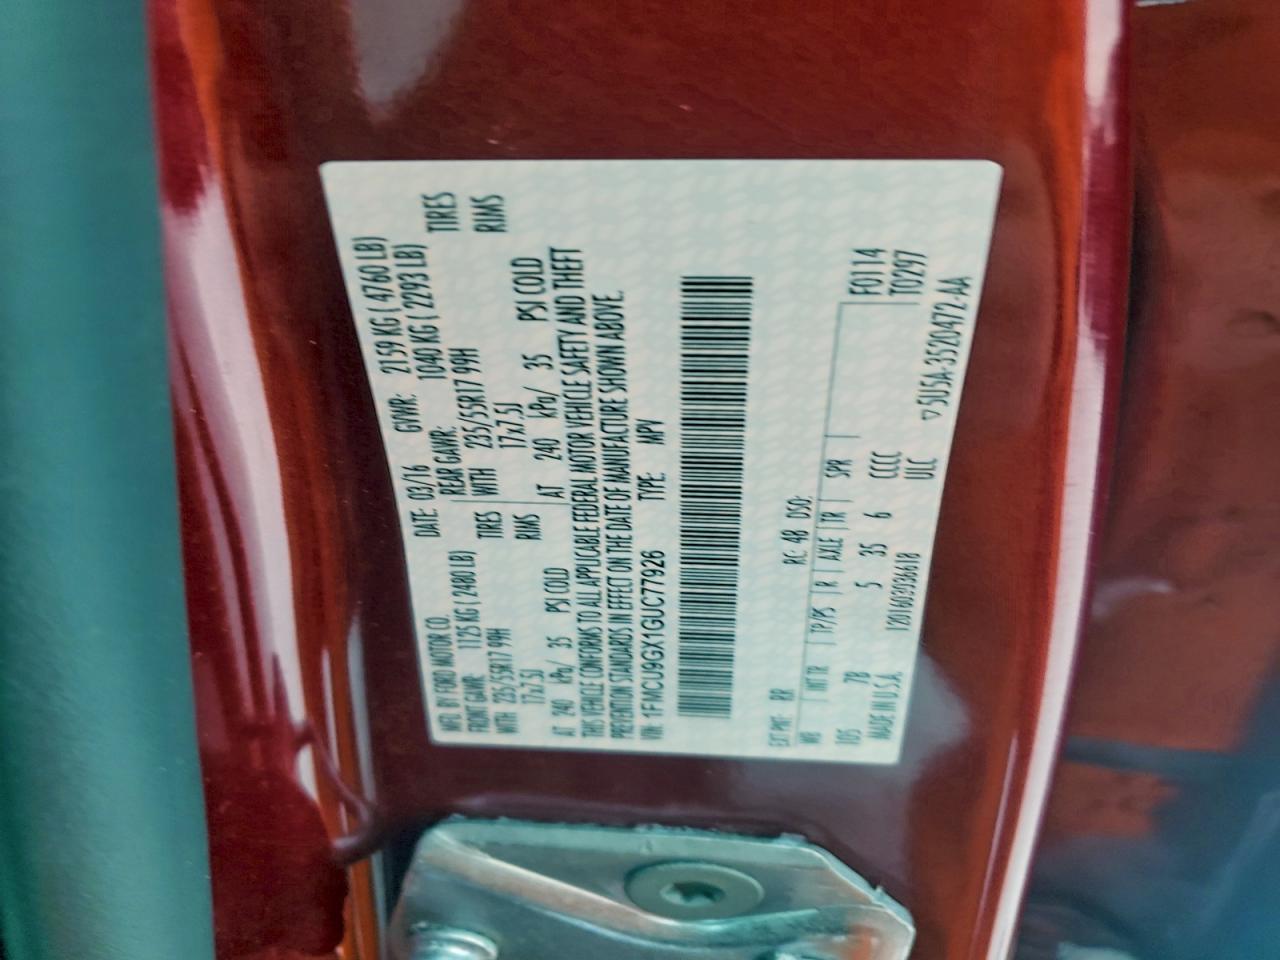 MFD. BY FORD MOTOR CO.
DATE: 03/16 GVWR: 2159 KG ( 4760 LB)
FRONT GAWR: 1125 KG ( 2480 LB) REAR GAWR: 1040 KG ( 2293 LB)
WITH 235/55R17 99H TIRES WITH 235/55R17 99H TIRES
17x7.5J RIMS 17x7.5J RIMS
AT 240 kPa/ 35 PSI COLD AT 240 kPa/ 35 PSI COLD
THIS VEHICLE CONFORMS TO ALL APPLICABLE FEDERAL MOTOR VEHICLE SAFETY AND THEFT
PREVENTION STANDARDS IN EFFECT ON THE DATE OF MANUFACTURE SHOWN ABOVE.
VIN: 1FMCU9GX1GUC77926 TYPE: MPV
EXT PNT: RR RC: 48 DSO:
WB INT TR TP/PS R AXLE TR SPR F0114
105 7B 5 35 6 CCCC T0297
MADE IN U.S.A. 120160303661B ULC
▽5U5A-3520472-AA